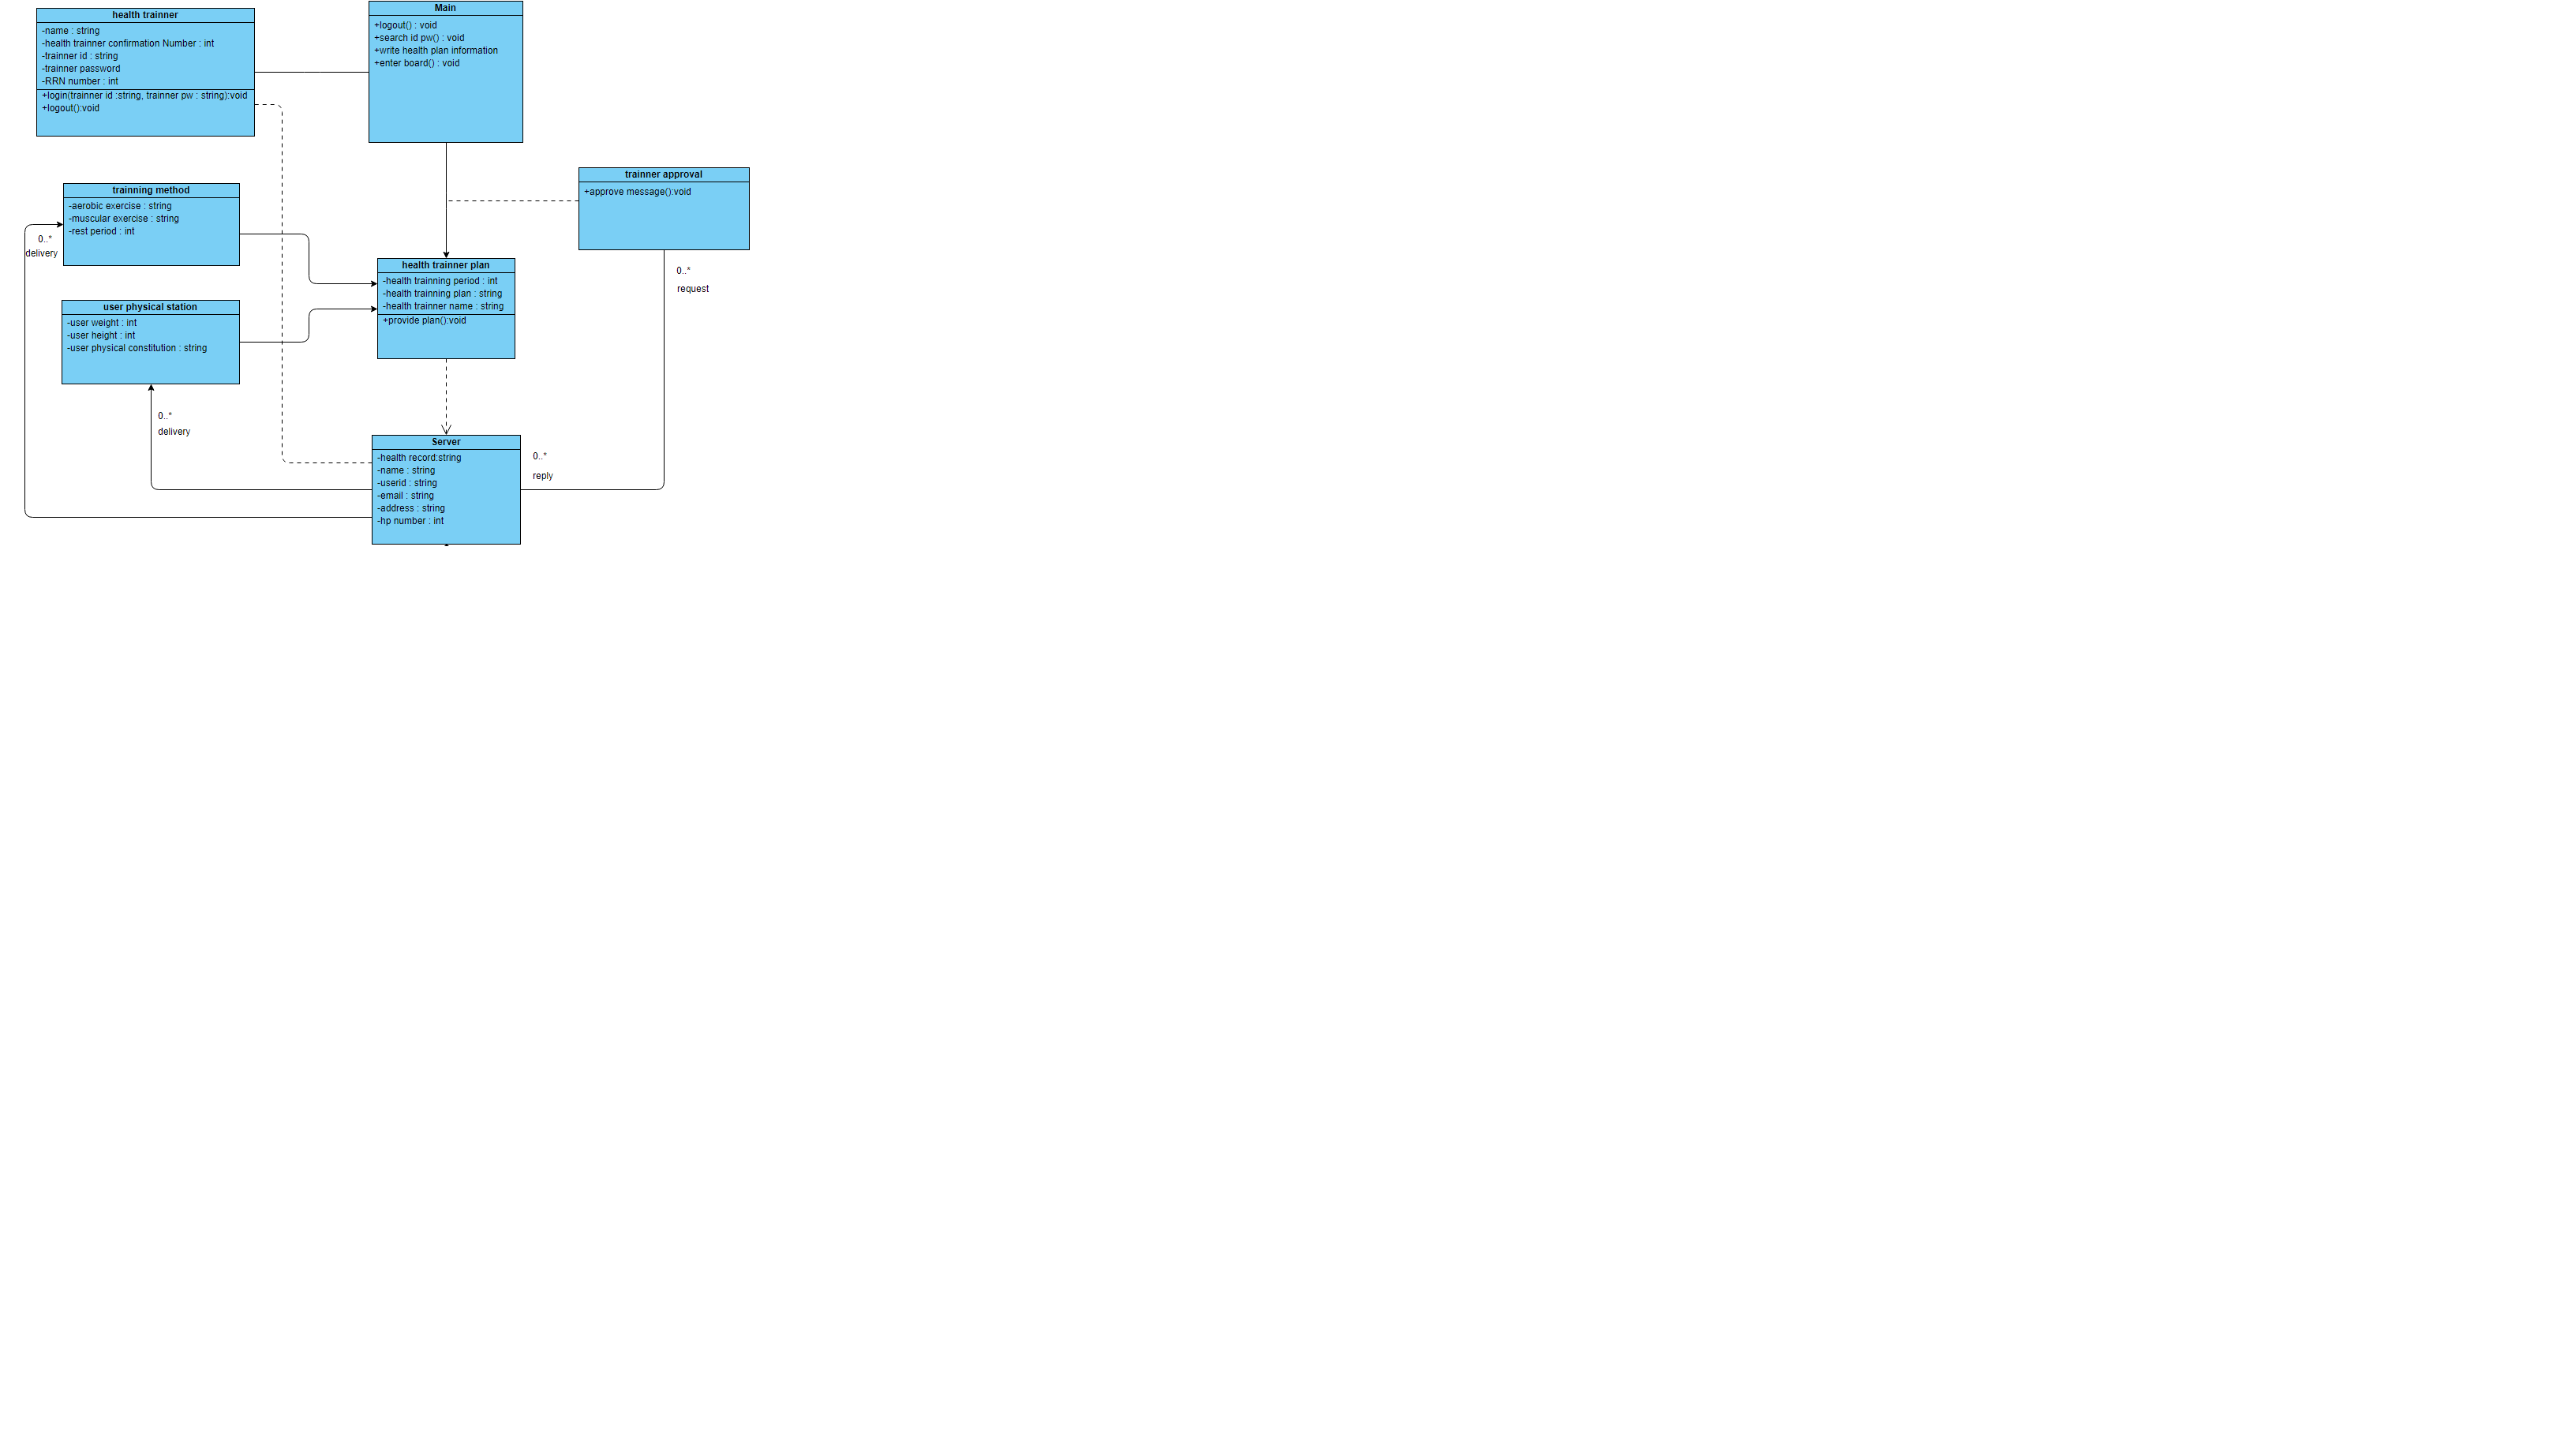 health trainner
-name : string
-health trainner confirmation Number : int
-trainner id : string
-trainner password
-RRN number : int
+login(trainner id :string, trainner pw : string):void
+logout():void
Main
+logout() : void
+search id pw() : void
+write health plan information
+enter board() : void
trainner approval
+approve message():void
trainning method
-aerobic exercise : string
-muscular exercise : string
-rest period : int
0..*
delivery
health trainner plan
-health trainning period : int
-health trainning plan : string
-health trainner name : string
+provide plan():void
0..*
request
user physical station
-user weight : int
-user height : int
-user physical constitution : string
0..*
delivery
Server
-health record:string
-name : string
-userid : string
-email : string
-address : string
-hp number : int
0..*
reply